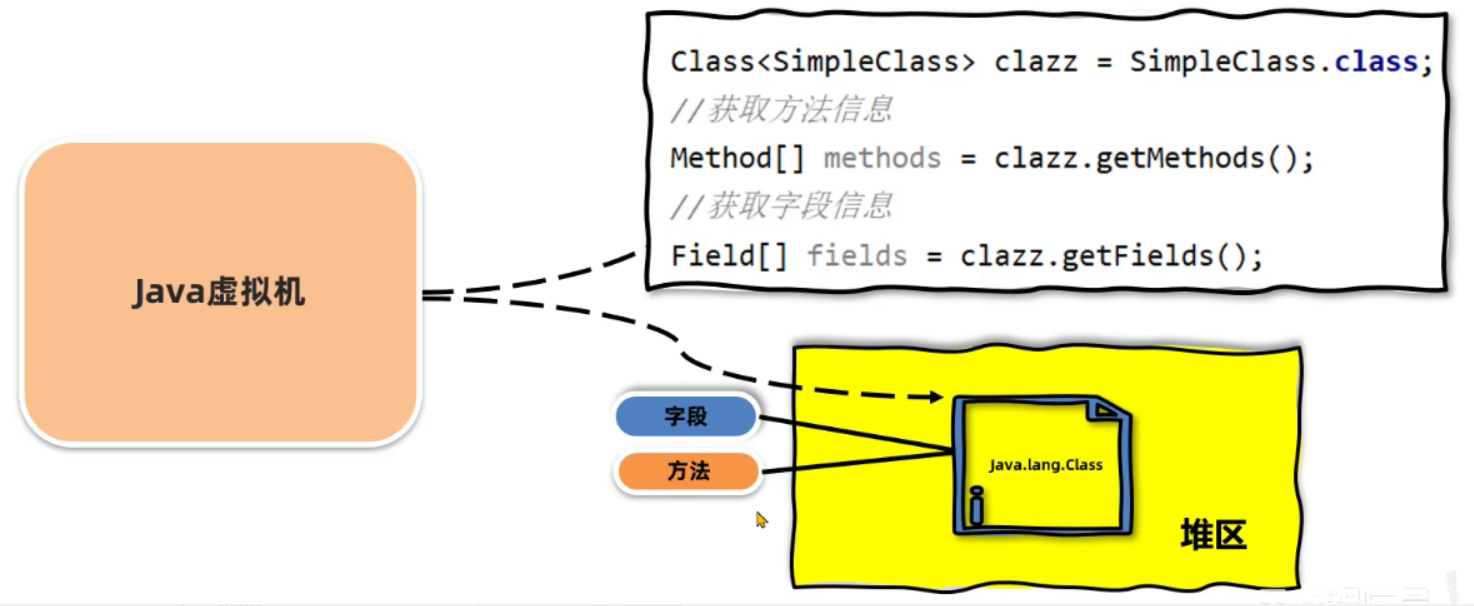 Class<SimpleClass> clazz = SimpleClass.class;
//获取方法信息
Method[] methods = clazz.getMethods();
//获取字段信息
Field[] fields = clazz.getFields();
Java虚拟机
字段
方法
Java.lang.Class
堆区